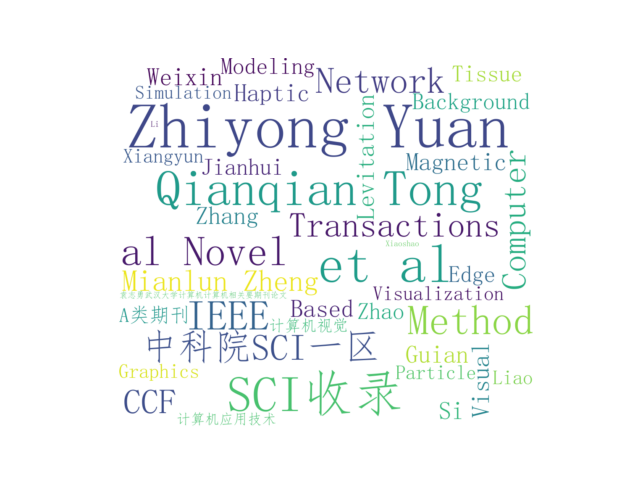 Modeling
Weixin
Network
Tissue
Simulation
Haptic
Background
Li
Zhiyong Yuan
Xiangyun
Jianhui
Levitation
Magnetic
Qianqian Tong
Zhang
Transactions
Computer
Xiaoshao
al Novel
et al
Edge
Mianlun Zheng
Visualization
A类期刊
IEEE
Based
Zhao
Method
计算机视觉
中科院SCI一区
Guian
Visual
Graphics
Particle
Liao
CCF
SCI收录
Si
计算机应用技术